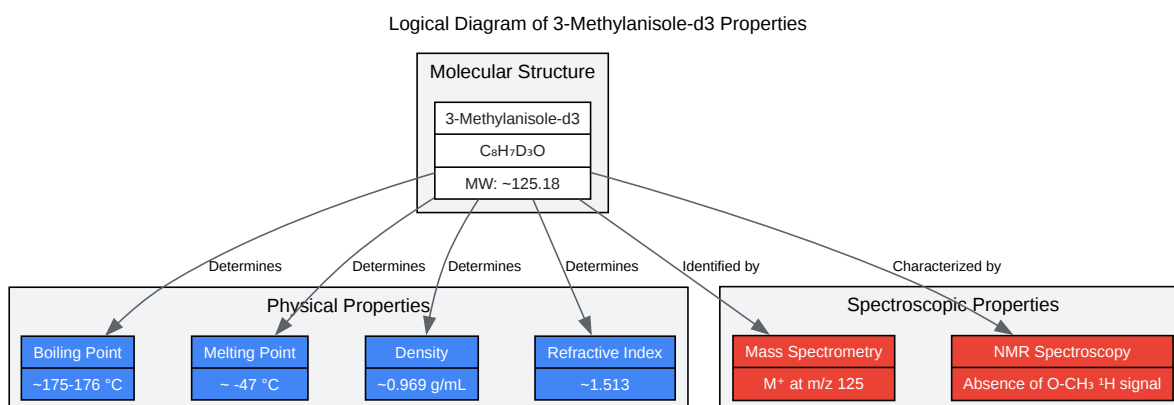 Logical Diagram of 3-Methylanisole-d3 Properties
Molecular Structure
3-Methylanisole-d3
C₈H₇D₃O
MW: ~125.18
Determines
Determines
Determines
Determines
Identified by
Characterized by
Physical Properties
Spectroscopic Properties
Boiling Point
~175-176 °C
Melting Point
~ -47 °C
Density
~0.969 g/mL
Refractive Index
~1.513
Mass Spectrometry
M⁺ at m/z 125
NMR Spectroscopy
Absence of O-CH₃ ¹H signal